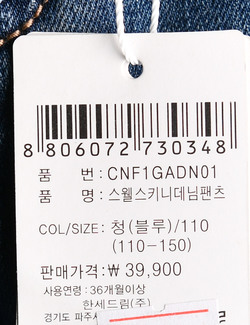 8 806072 730348
품 번: CNF1GADN01
품 명: 스웰스키니데님팬츠
COL/SIZE: 청(블루)/110
(110-150)
판매가격: ₩ 39,900
사용연령: 36개월이상
한세드림(주)
경기도 파주시